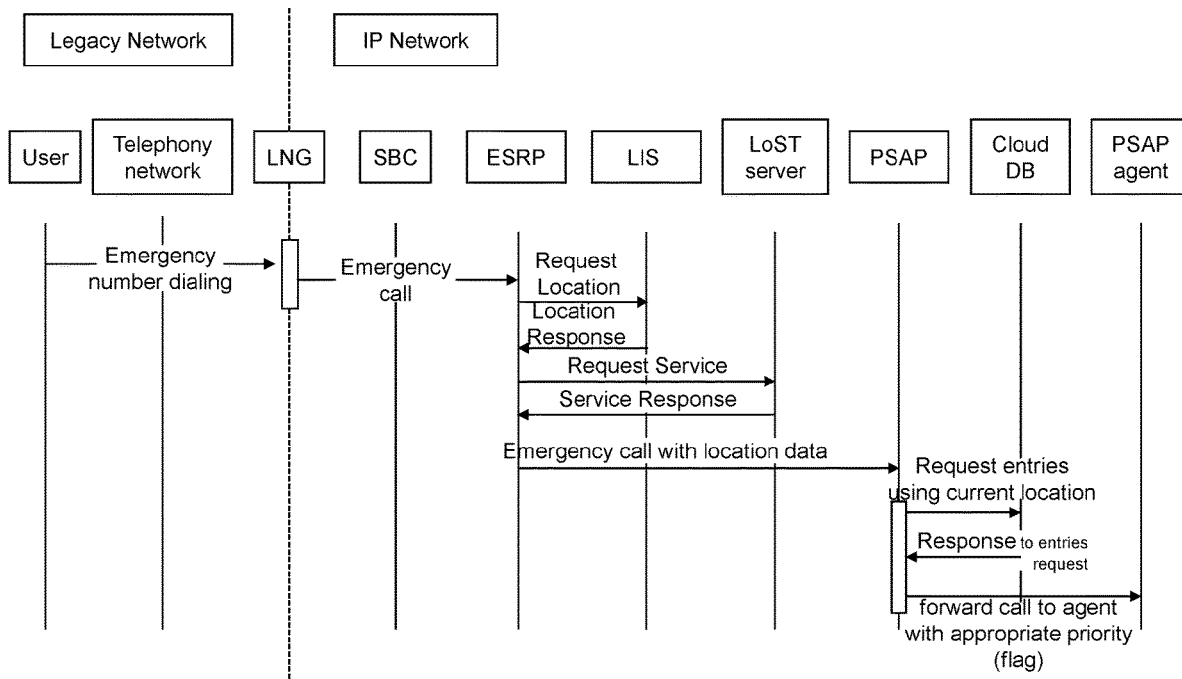 Legacy Network
IP Network
User
Telephony
network
LNG
SBC
ESRP
LIS
LoST
server
PSAP
Cloud
DB
PSAP
agent
Emergency
number dialing
Emergency
call
Request
Location
Location
Response
Request Service
Service Response
Emergency call with location data
Request entries
using current location
Response to entries
request
forward call to agent
with appropriate priority
(flag)